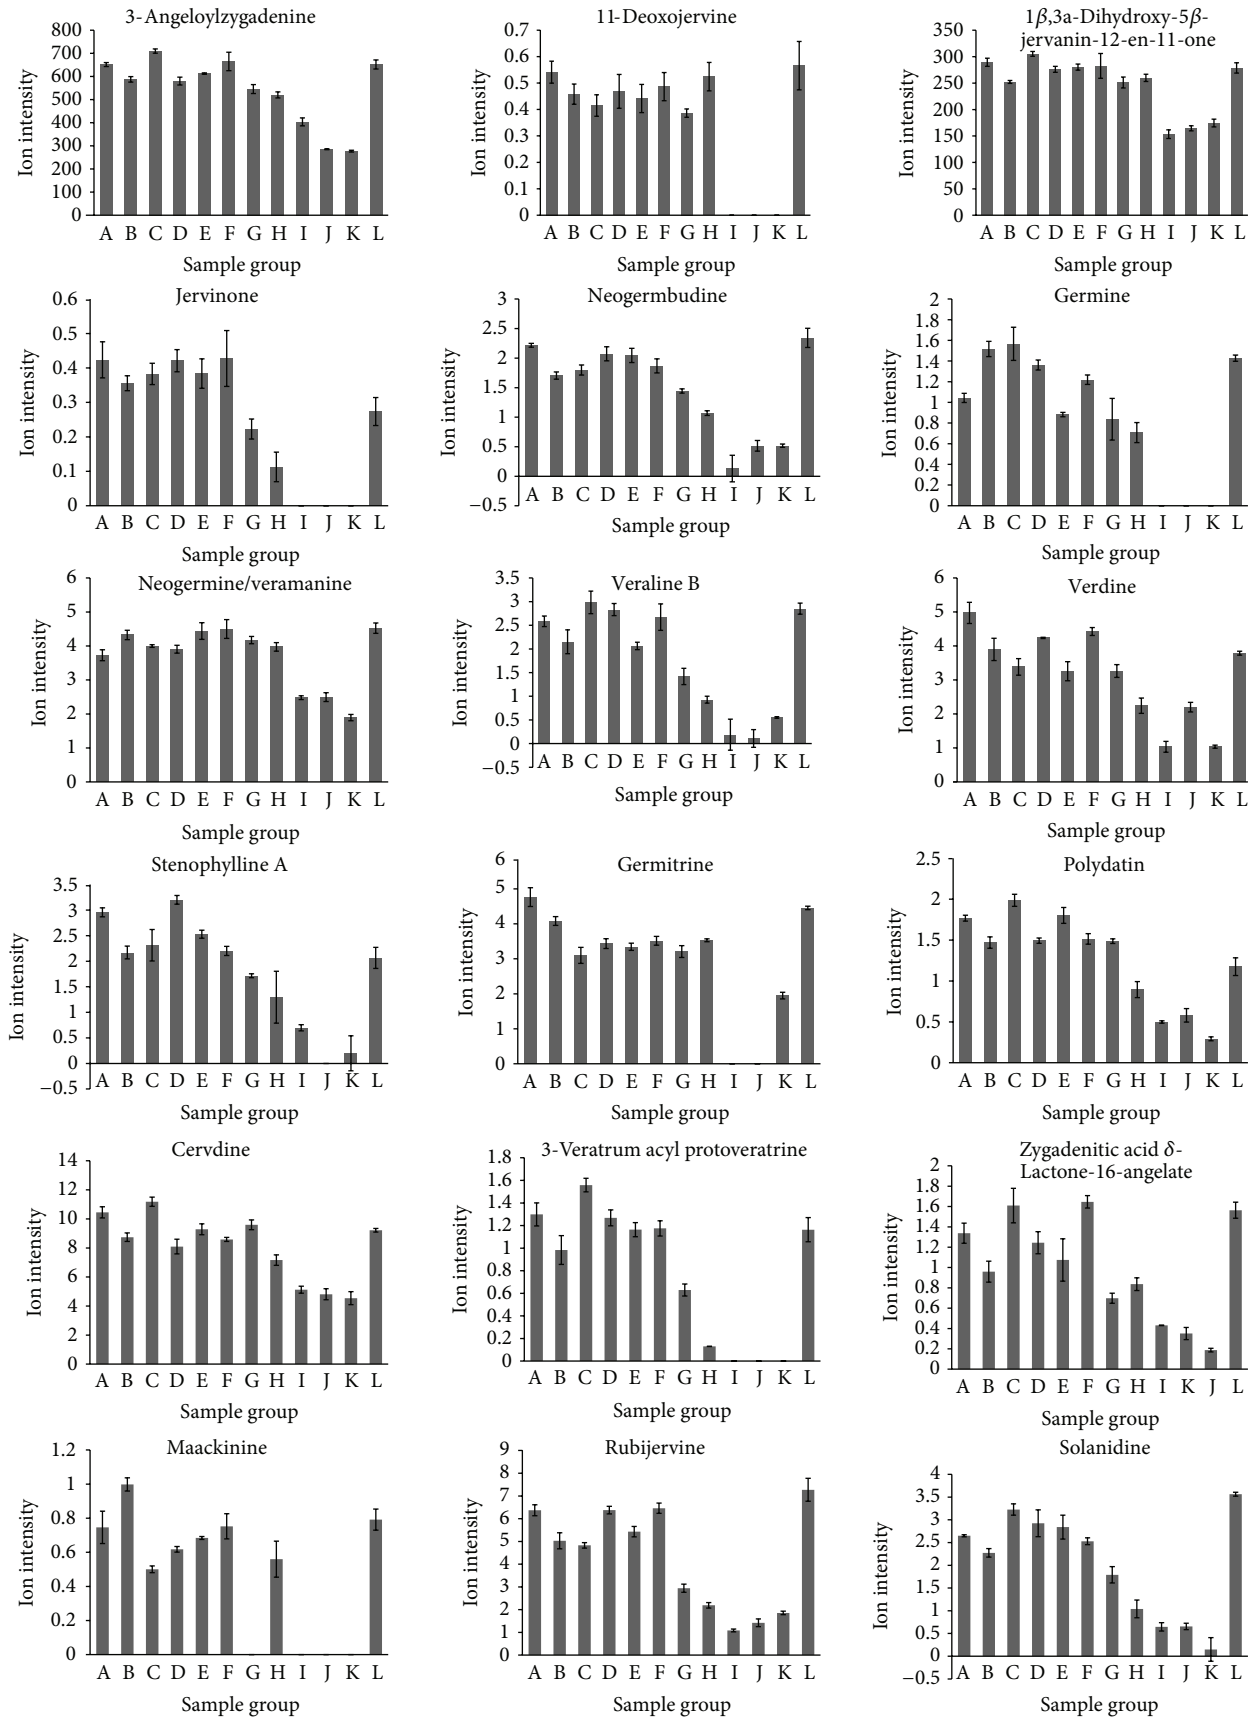 3-Angeloylzygadenine
Ion intensity
800
700
600
500
400
300
200
100
0
A B C D E F G H I J K L
Sample group
11-Deoxojervine
Ion intensity
0.7
0.6
0.5
0.4
0.3
0.2
0.1
0
A B C D E F G H I J K L
Sample group
1β,3a-Dihydroxy-5β-
jervanin-12-en-11-one
Ion intensity
350
300
250
200
150
100
50
0
A B C D E F G H I J K L
Sample group
Jervinone
Ion intensity
0.6
0.5
0.4
0.3
0.2
0.1
0
A B C D E F G H I J K L
Sample group
Neogermbudine
Ion intensity
3
2.5
2
1.5
1
0.5
0
−0.5
A B C D E F G H I J K L
Sample group
Germine
Ion intensity
2
1.8
1.6
1.4
1.2
1
0.8
0.6
0.4
0.2
0
A B C D E F G H I J K L
Sample group
Neogermine/veramanine
Ion intensity
6
5
4
3
2
1
0
A B C D E F G H I J K L
Sample group
Veraline B
Ion intensity
3.5
3
2.5
2
1.5
1
0.5
0
−0.5
A B C D E F G H I J K L
Sample group
Verdine
Ion intensity
6
5
4
3
2
1
0
A B C D E F G H I J K L
Sample group
Stenophylline A
Ion intensity
3.5
3
2.5
2
1.5
1
0.5
0
−0.5
A B C D E F G H I J K L
Sample group
Germitrine
Ion intensity
6
5
4
3
2
1
0
A B C D E F G H I J K L
Sample group
Polydatin
Ion intensity
2.5
2
1.5
1
0.5
0
A B C D E F G H I J K L
Sample group
Cervdine
Ion intensity
14
12
10
8
6
4
2
0
A B C D E F G H I J K L
Sample group
3-Veratrum acyl protoveratrine
Ion intensity
1.8
1.6
1.4
1.2
1
0.8
0.6
0.4
0.2
0
A B C D E F G H I J K L
Sample group
Zygadenitic acid δ-
Lactone-16-angelate
Ion intensity
2
1.8
1.6
1.4
1.2
1
0.8
0.6
0.4
0.2
0
A B C D E F G H I K J L
Sample group
Maackinine
Ion intensity
1.2
1
0.8
0.6
0.4
0.2
0
A B C D E F G H I J K L
Sample group
Rubijervine
Ion intensity
9
8
7
6
5
4
3
2
1
0
A B C D E F G H I J K L
Sample group
Solanidine
Ion intensity
4
3.5
3
2.5
2
1.5
1
0.5
0
−0.5
A B C D E F G H I J K L
Sample group